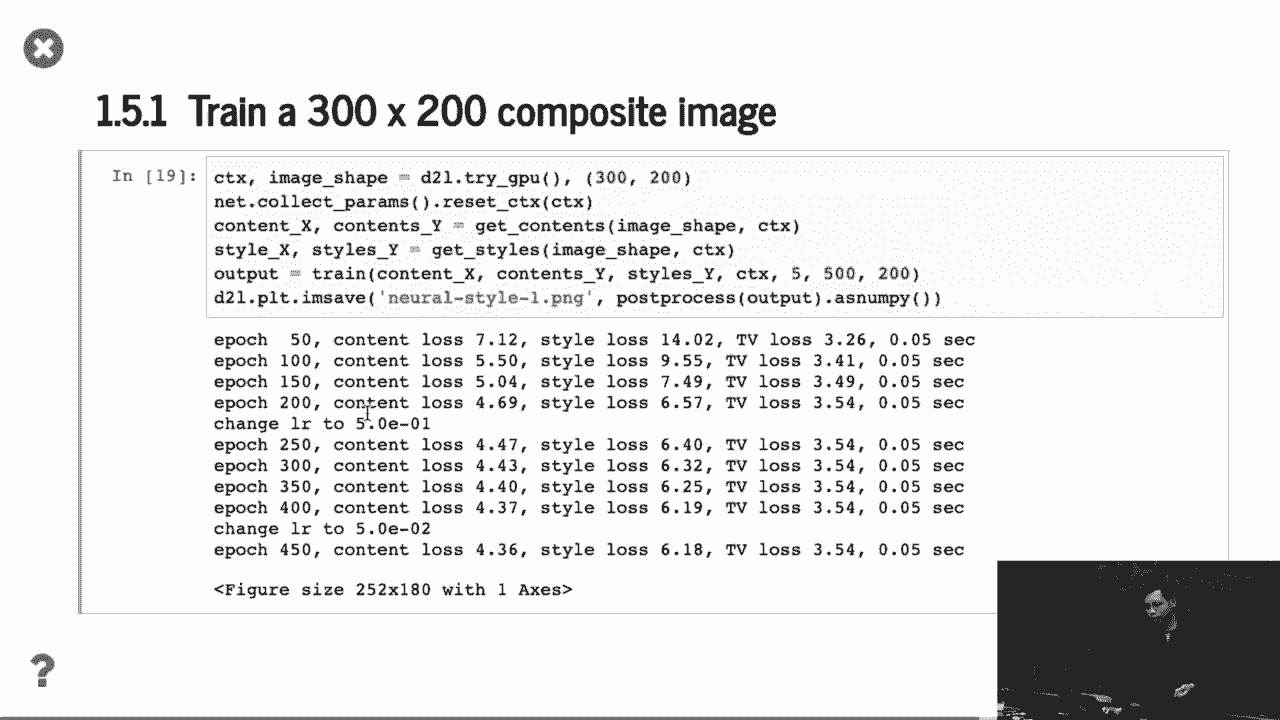 1.5.1 Train a 300 x 200 composite image
In [19]:
ctx, image_shape = d2l.try_gpu(), (300, 200)
net.collect_params().reset_ctx(ctx)
content_X, contents_Y = get_contents(image_shape, ctx)
style_X, styles_Y = get_styles(image_shape, ctx)
output = train(content_X, contents_Y, styles_Y, ctx, 5, 500, 200)
d2l.plt.imsave('neural-style-1.png', postprocess(output).asnumpy())
epoch  50, content loss 7.12, style loss 14.02, TV loss 3.26, 0.05 sec
epoch 100, content loss 5.50, style loss 9.55, TV loss 3.41, 0.05 sec
epoch 150, content loss 5.04, style loss 7.49, TV loss 3.49, 0.05 sec
epoch 200, content loss 4.69, style loss 6.57, TV loss 3.54, 0.05 sec
change lr to 5.0e-01
epoch 250, content loss 4.47, style loss 6.40, TV loss 3.54, 0.05 sec
epoch 300, content loss 4.43, style loss 6.32, TV loss 3.54, 0.05 sec
epoch 350, content loss 4.40, style loss 6.25, TV loss 3.54, 0.05 sec
epoch 400, content loss 4.37, style loss 6.19, TV loss 3.54, 0.05 sec
change lr to 5.0e-02
epoch 450, content loss 4.36, style loss 6.18, TV loss 3.54, 0.05 sec
<Figure size 252x180 with 1 Axes>
?